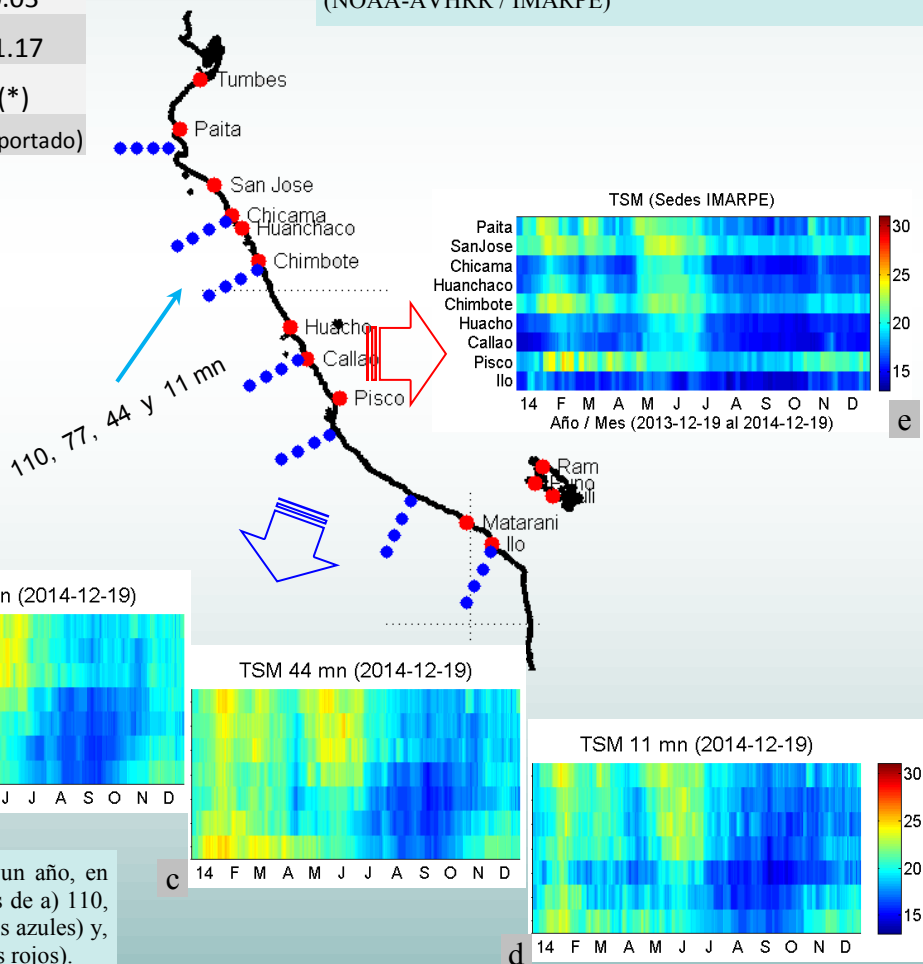 (NOAA-AVHRR / IMARPE)
1.17
(*)
portado)
Tumbes
Paita
San Jose
Chicama
Huanchaco
Chimbote
Huacho
Callao
Pisco
110, 77, 44 y 11 mn
Ram
Matarani
Ilo
TSM (Sedes IMARPE)
Paita
SanJose
Chicama
Huanchaco
Chimbote
Huacho
Callao
Pisco
Ilo
14 F M A M J J A S O N D
Año / Mes (2013-12-19 al 2014-12-19)
30
25
20
15
e
n (2014-12-19)
J J A S O N D
TSM 44 mn (2014-12-19)
14 F M A M J J A S O N D
c
TSM 11 mn (2014-12-19)
14 F M A M J J A S O N D
30
25
20
15
d
un año, en
s de a) 110,
s azules) y,
s rojos).